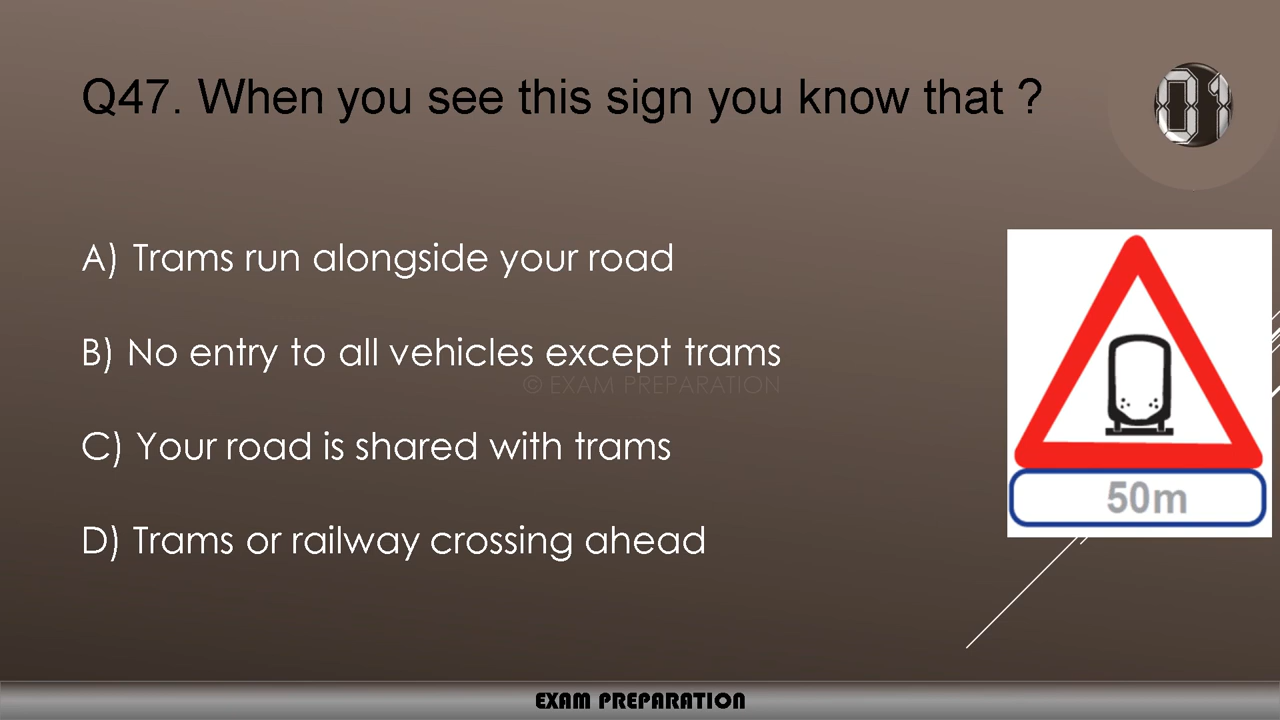 Q47. When you see this sign you know that ?
01
A) Trams run alongside your road
B) No entry to all vehicles except trams
© EXAM PREPARATION
C) Your road is shared with trams
50m
D) Trams or railway crossing ahead
EXAM PREPARATION